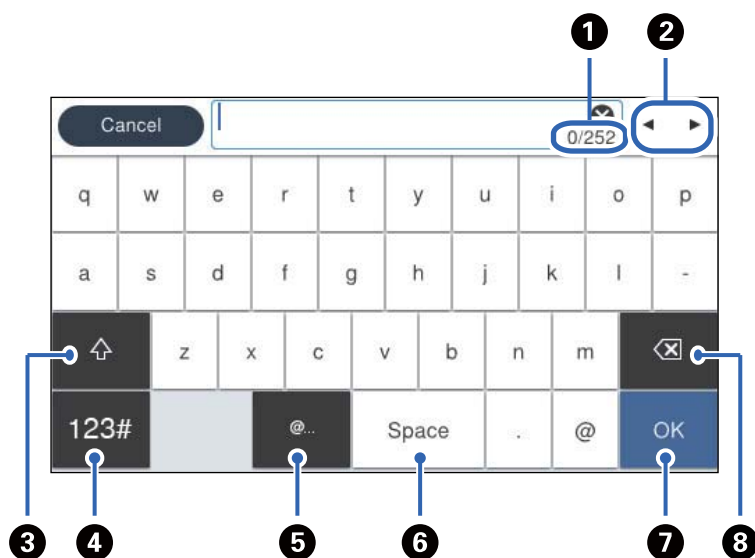 1 2
Cancel 0/252 ◄ ►
q w e r t y u i o p
a s d f g h j k l -
z x c v b n m
123# @... Space . @ OK
3 4 5 6 7 8